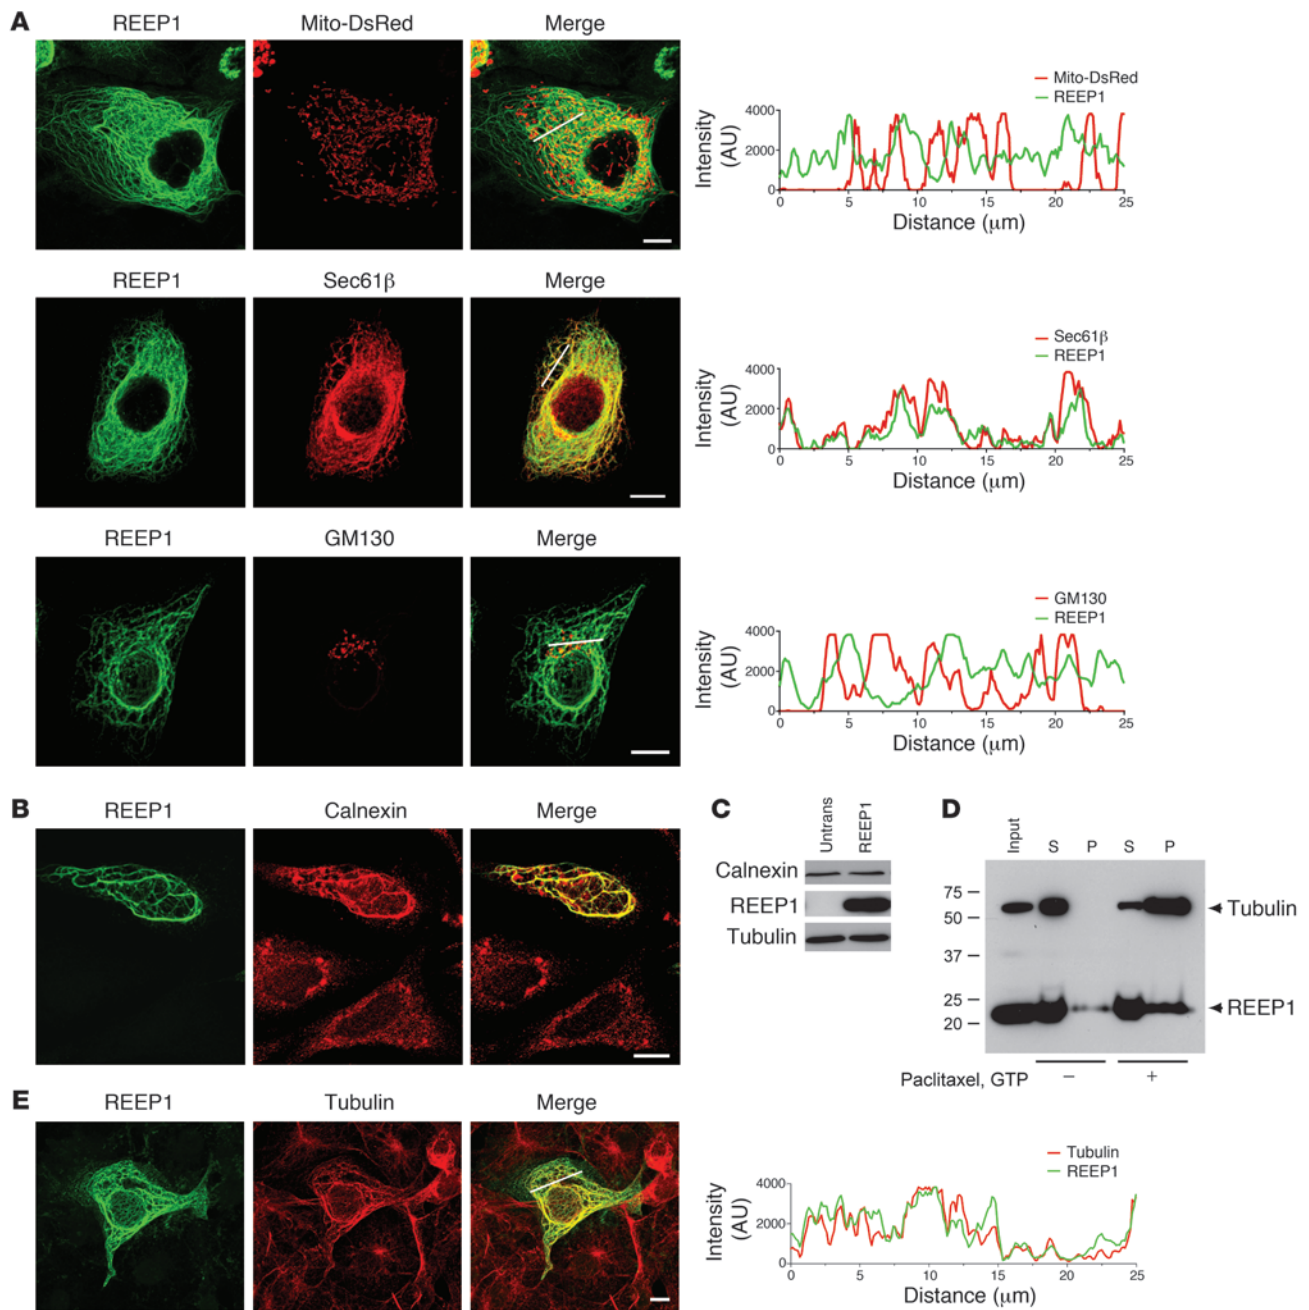 A
REEP1 Mito-DsRed Merge
Mito-DsRed
REEP1
Intensity (AU)
4000
2000
0
0 5 10 15 20 25
Distance (μm)
REEP1 Sec61β Merge
Sec61β
REEP1
Intensity (AU)
4000
2000
0
0 5 10 15 20 25
Distance (μm)
REEP1 GM130 Merge
GM130
REEP1
Intensity (AU)
4000
2000
0
0 5 10 15 20 25
Distance (μm)
B
REEP1 Calnexin Merge
C
Untrans
REEP1
Calnexin
REEP1
Tubulin
D
Input S P S P
75
50
37
25
20
Tubulin
REEP1
Paclitaxel, GTP – +
E
REEP1 Tubulin Merge
Tubulin
REEP1
Intensity (AU)
4000
2000
0
0 5 10 15 20 25
Distance (μm)